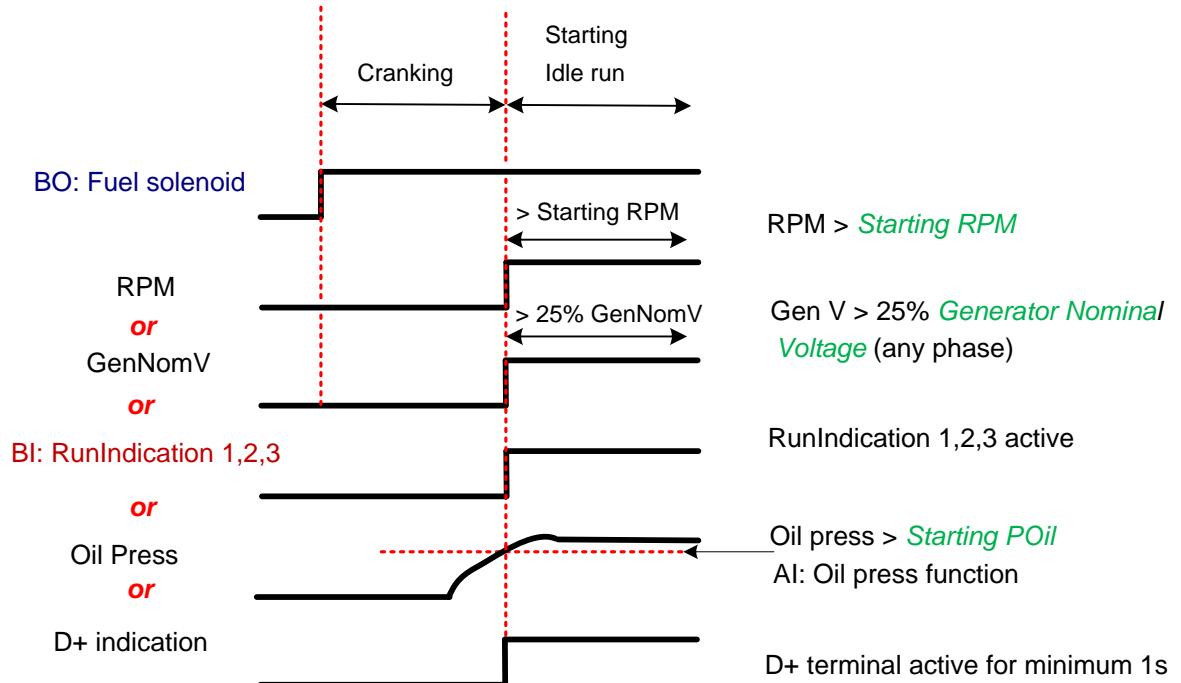 Starting
Idle run
Cranking
BO: Fuel solenoid
> Starting RPM
RPM > Starting RPM
RPM
or
> 25% GenNomV
Gen V > 25% Generator Nominal
Voltage (any phase)
GenNomV
or
BI: RunIndication 1,2,3
RunIndication 1,2,3 active
or
Oil Press
Oil press > Starting POil
AI: Oil press function
or
D+ indication
D+ terminal active for minimum 1s